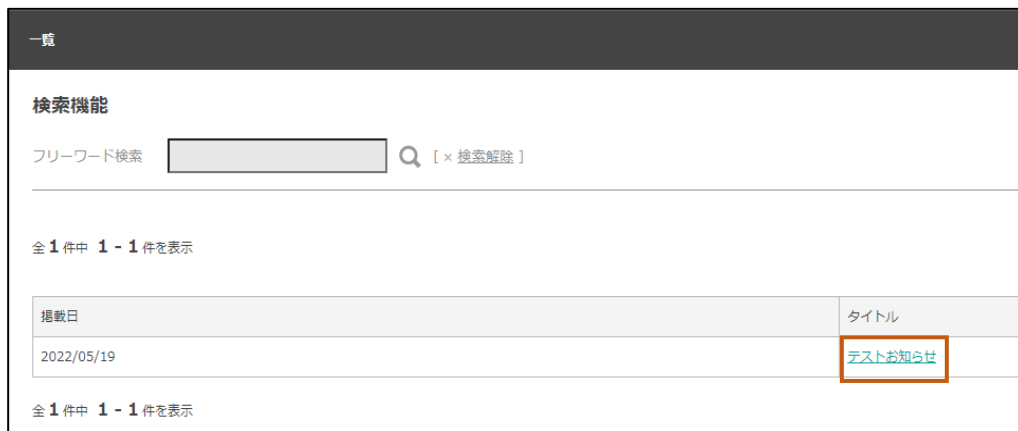 一覧
検索機能
フリーワード検索 [ × 検索解除 ]
全 1 件中 1 - 1 件を表示
掲載日 タイトル
2022/05/19 テストお知らせ
全 1 件中 1 - 1 件を表示